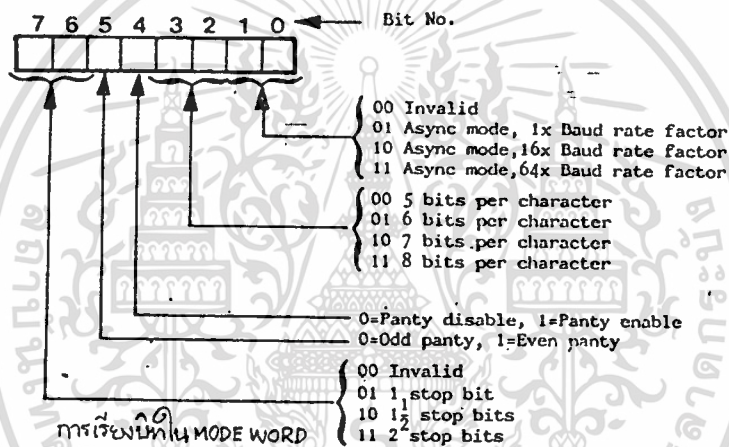 7 6 5 4 3 2 1 0 Bit No.
00 Invalid
01 Async mode, 1x Baud rate factor
10 Async mode,16x Baud rate factor
11 Async mode,64x Baud rate factor
00 5 bits per character
01 6 bits per character
10 7 bits per character
11 8 bits per character
0=Panty disable, 1=Panty enable
0=Odd panty, 1=Even panty
00 Invalid
01 1 stop bit
10 1½ stop bits
11 2 stop bits
การเรียงบิทใน MODE WORD